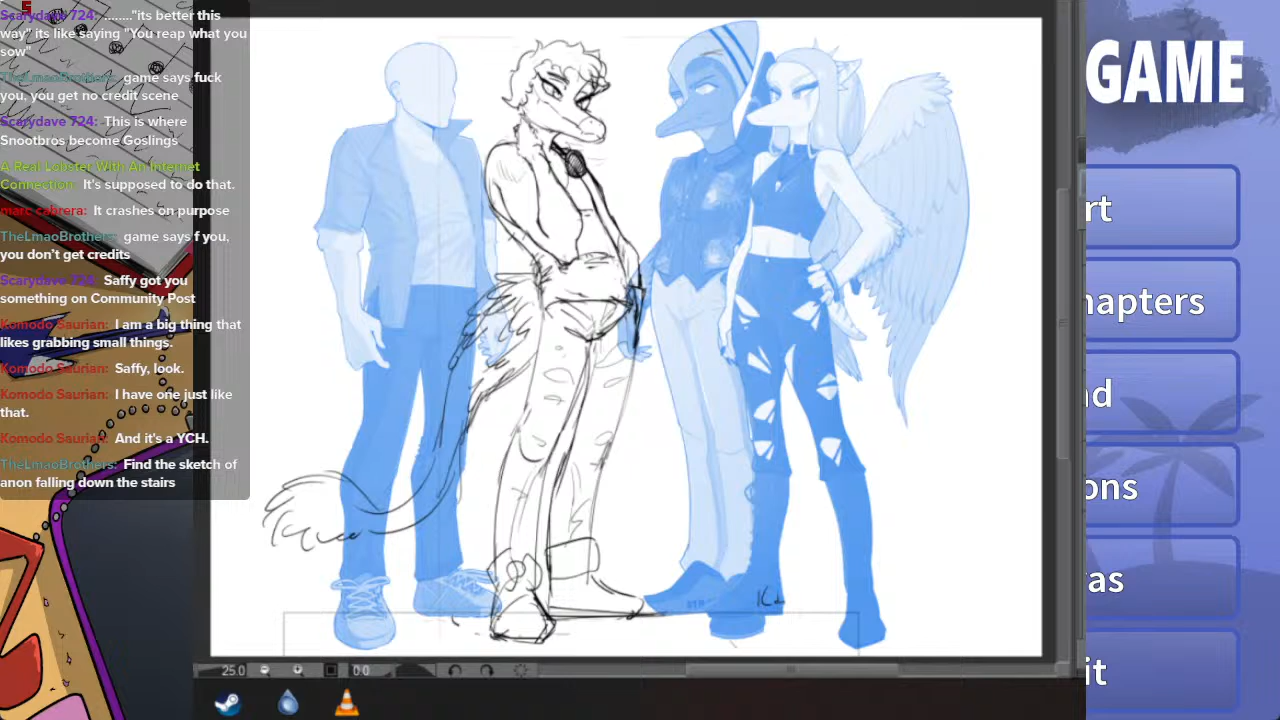 Scarydave 724: ........"its better this
way" its like saying "You reap what you
sow"
TheLmaoBrothers: game says fuck
you, you get no credit scene
Scarydave 724: This is where
Snootbros become Goslings
A Real Lobster With An Internet
Connection: It's supposed to do that.
marc cabrera: It crashes on purpose
TheLmaoBrothers: game says f you,
you don't get credits
Scarydave 724: Saffy got you
something on Community Post
Komodo Saurian: I am a big thing that
likes grabbing small things.
Komodo Saurian: Saffy, look.
Komodo Saurian: I have one just like
that.
Komodo Saurian: And it's a YCH.
TheLmaoBrothers: Find the sketch of
anon falling down the stairs
GAME
rt
hapters
d
ons
as
it
25.0
0.0